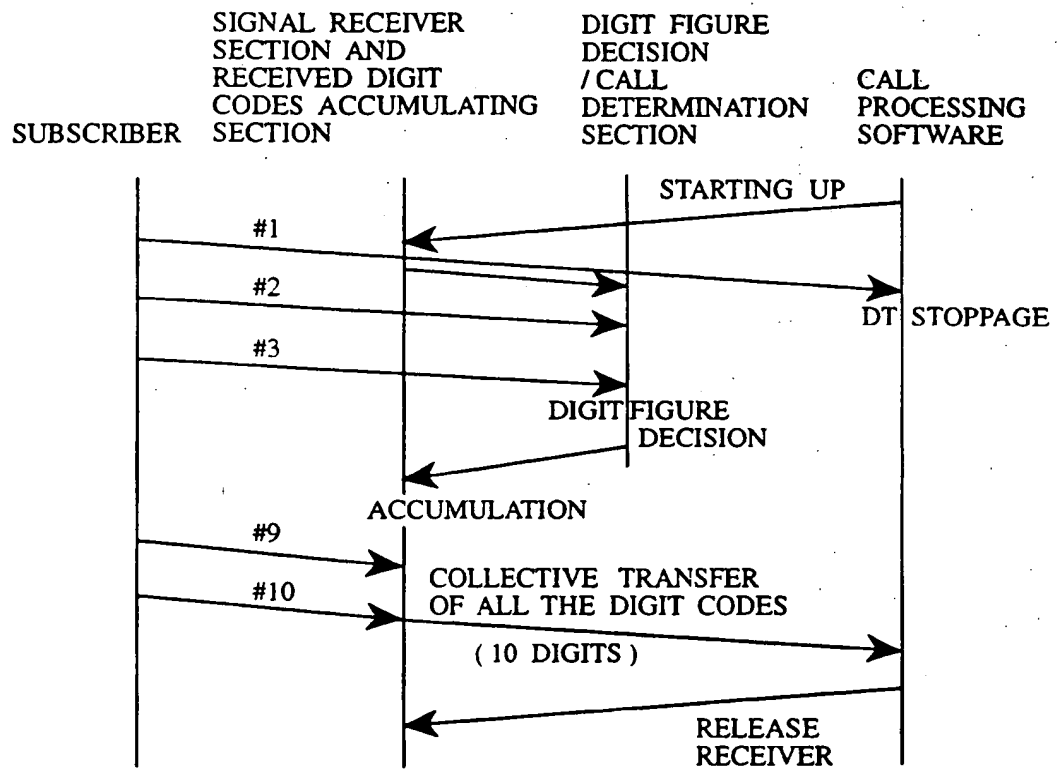 SUBSCRIBER
SIGNAL RECEIVER
SECTION AND
RECEIVED DIGIT
CODES ACCUMULATING
SECTION
DIGIT FIGURE
DECISION
/ CALL
DETERMINATION
SECTION
CALL
PROCESSING
SOFTWARE
STARTING UP
#1
#2
DT STOPPAGE
#3
DIGIT FIGURE
DECISION
ACCUMULATION
#9
#10
COLLECTIVE TRANSFER
OF ALL THE DIGIT CODES
( 10 DIGITS )
RELEASE
RECEIVER